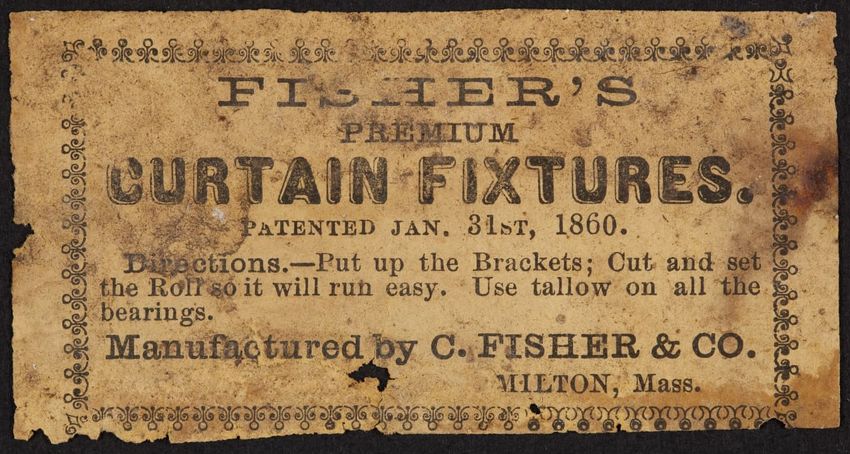 FISHER'S
PREMIUM
CURTAIN FIXTURES.
PATENTED JAN. 31ST, 1860.
Directions.—Put up the Brackets; Cut and set
the Roll so it will run easy. Use tallow on all the
bearings.
Manufactured by C. FISHER & CO.
MILTON, Mass.